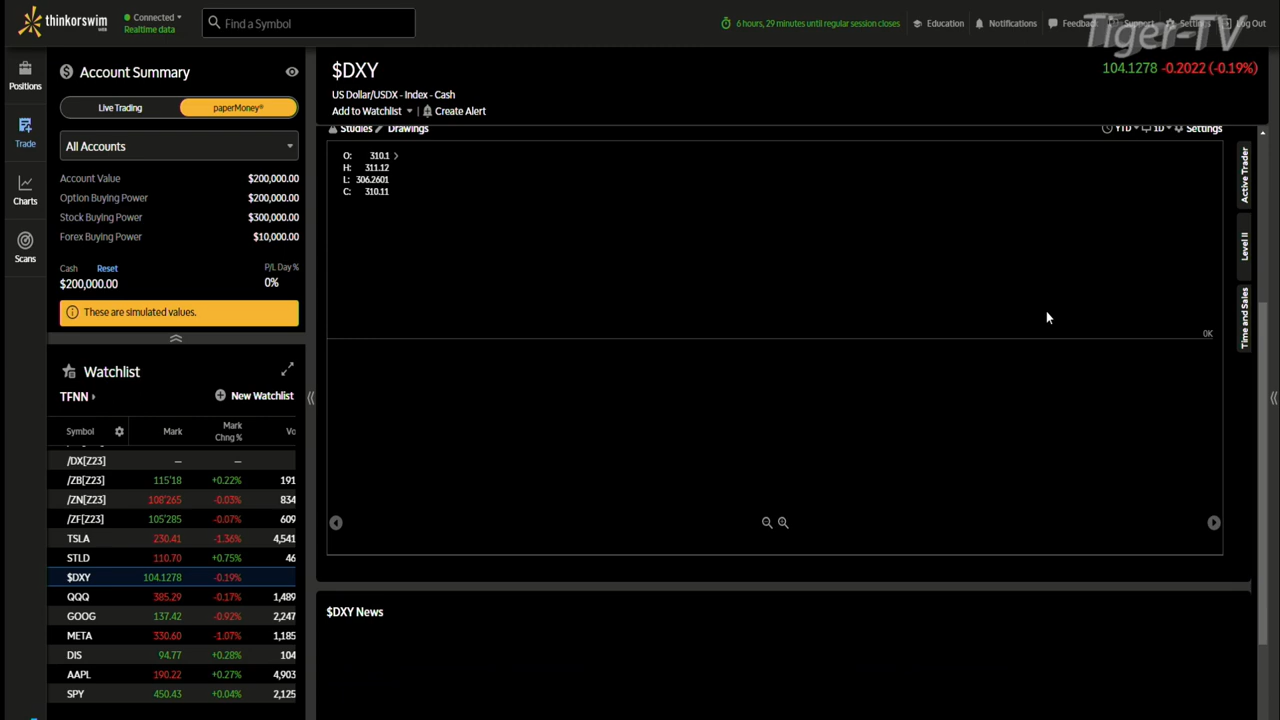 thinkorswim
WEB
Connected
Realtime data
Find a Symbol
6 hours, 29 minutes until regular session closes
Education
Notifications
Feedback
Support
Settings
Log Out
Tiger-TV
Positions
Trade
Charts
Scans
Account Summary
Live Trading
paperMoney®
All Accounts
Account Value $200,000.00
Option Buying Power $200,000.00
Stock Buying Power $300,000.00
Forex Buying Power $10,000.00
Cash Reset P/L Day %
$200,000.00 0%
These are simulated values.
Watchlist
TFNN New Watchlist
Symbol Mark Mark Chng % Vo
/DX[Z23] — —
/ZB[Z23] 115'18 +0.22% 191
/ZN[Z23] 108'265 -0.03% 834
/ZF[Z23] 105'285 -0.07% 609
TSLA 230.41 -1.36% 4,541
STLD 110.70 +0.75% 46
$DXY 104.1278 -0.19%
QQQ 385.29 -0.17% 1,489
GOOG 137.42 -0.92% 2,247
META 330.60 -1.07% 1,185
DIS 94.77 +0.28% 104
AAPL 190.22 +0.27% 4,903
SPY 450.43 +0.04% 2,125
$DXY
104.1278 -0.2022 (-0.19%)
US Dollar/USDX - Index - Cash
Add to Watchlist | Create Alert
Studies Drawings
YTD 1D Settings
O: 310.1
H: 311.12
L: 306.2601
C: 310.11
0K
Active Trader
Level II
Time and Sales
$DXY News